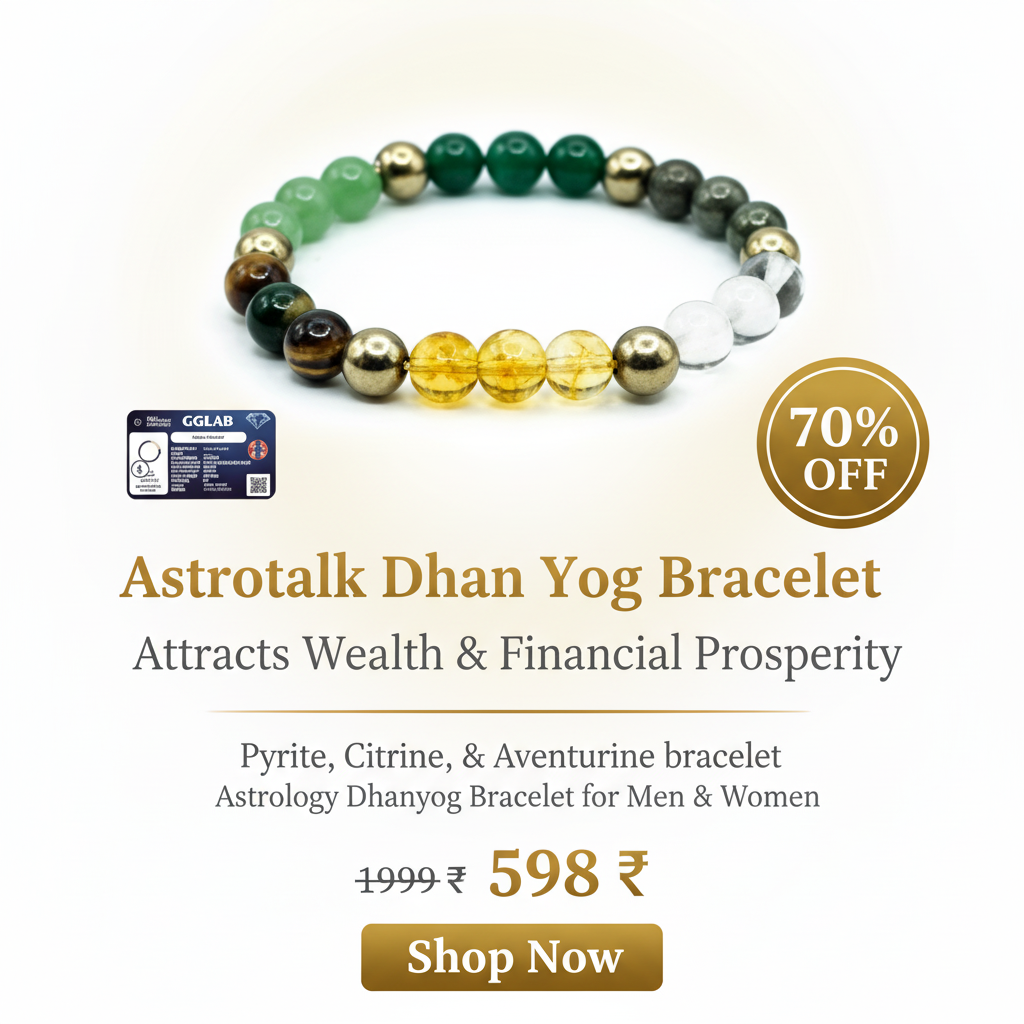 GGLAB
70%
OFF
Astrotalk Dhan Yog Bracelet
Attracts Wealth & Financial Prosperity
Pyrite, Citrine, & Aventurine bracelet
Astrology Dhanyog Bracelet for Men & Women
1999 ₹ 598 ₹
Shop Now